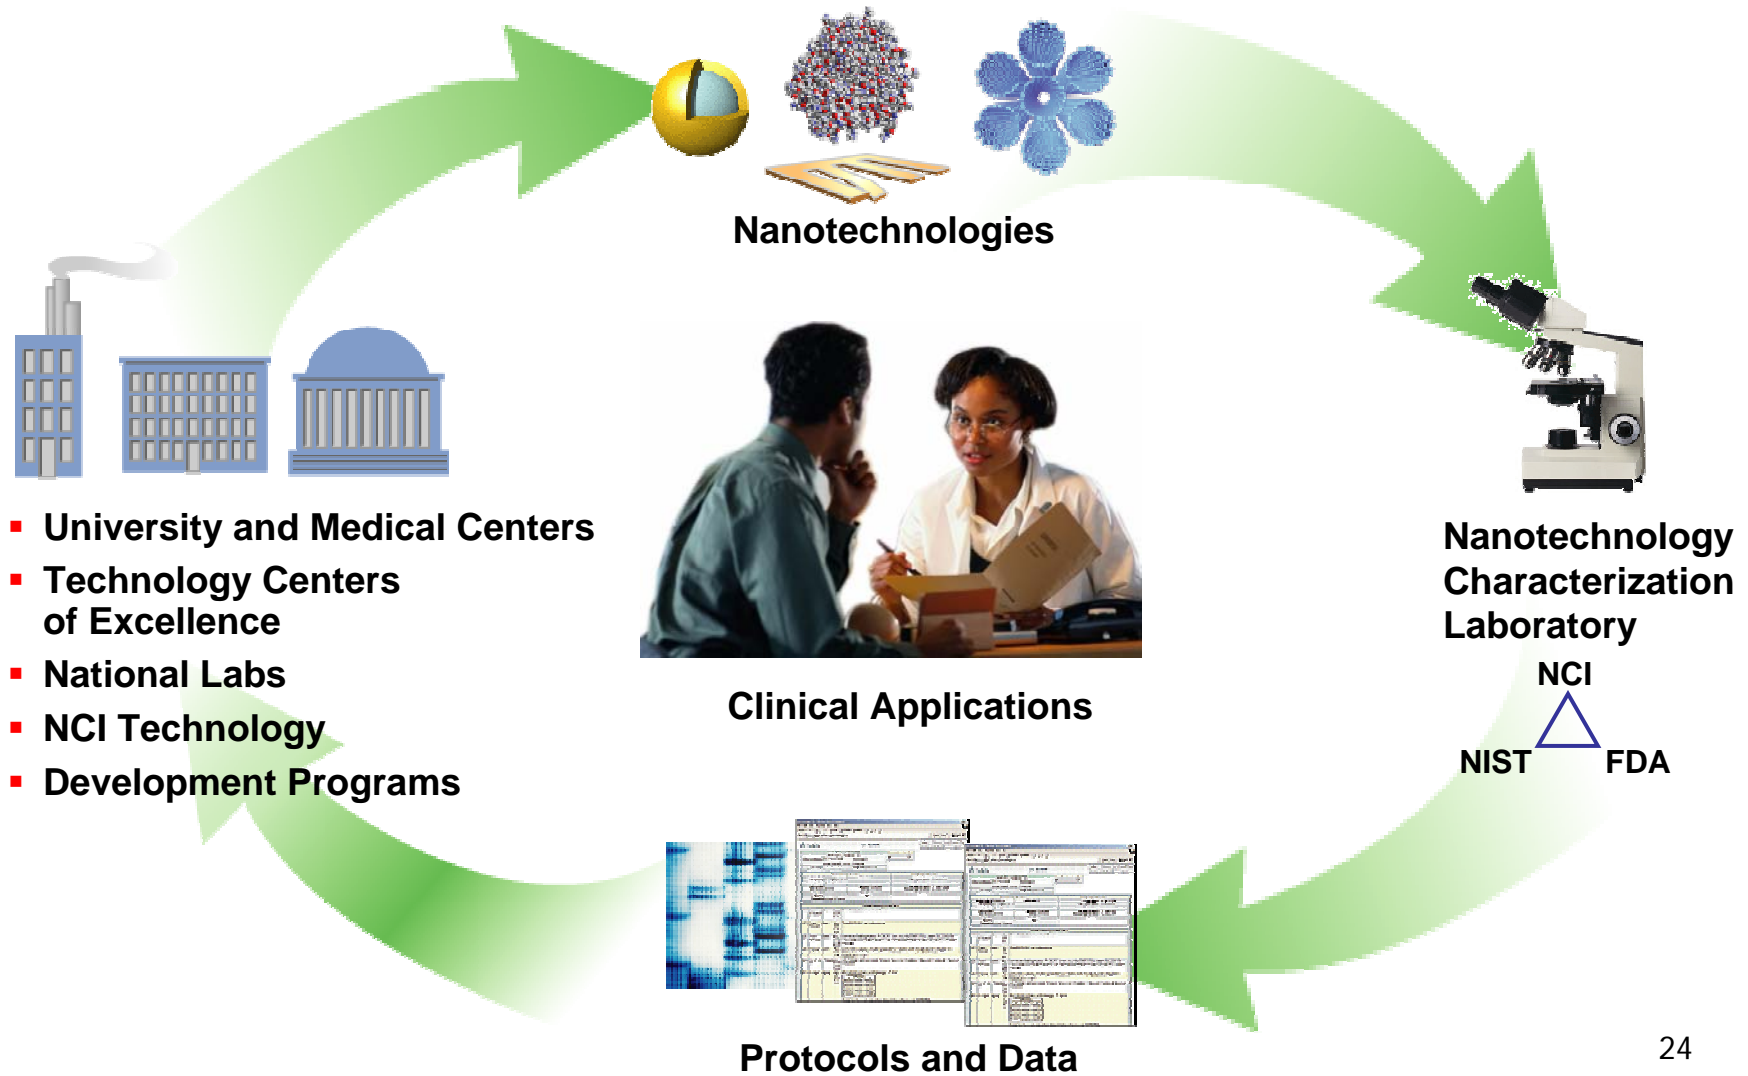 Nanotechnologies
University and Medical Centers
Technology Centers
of Excellence
National Labs
NCI Technology
Development Programs
Clinical Applications
Nanotechnology
Characterization
Laboratory
NCI
NIST
FDA
Protocols and Data
24